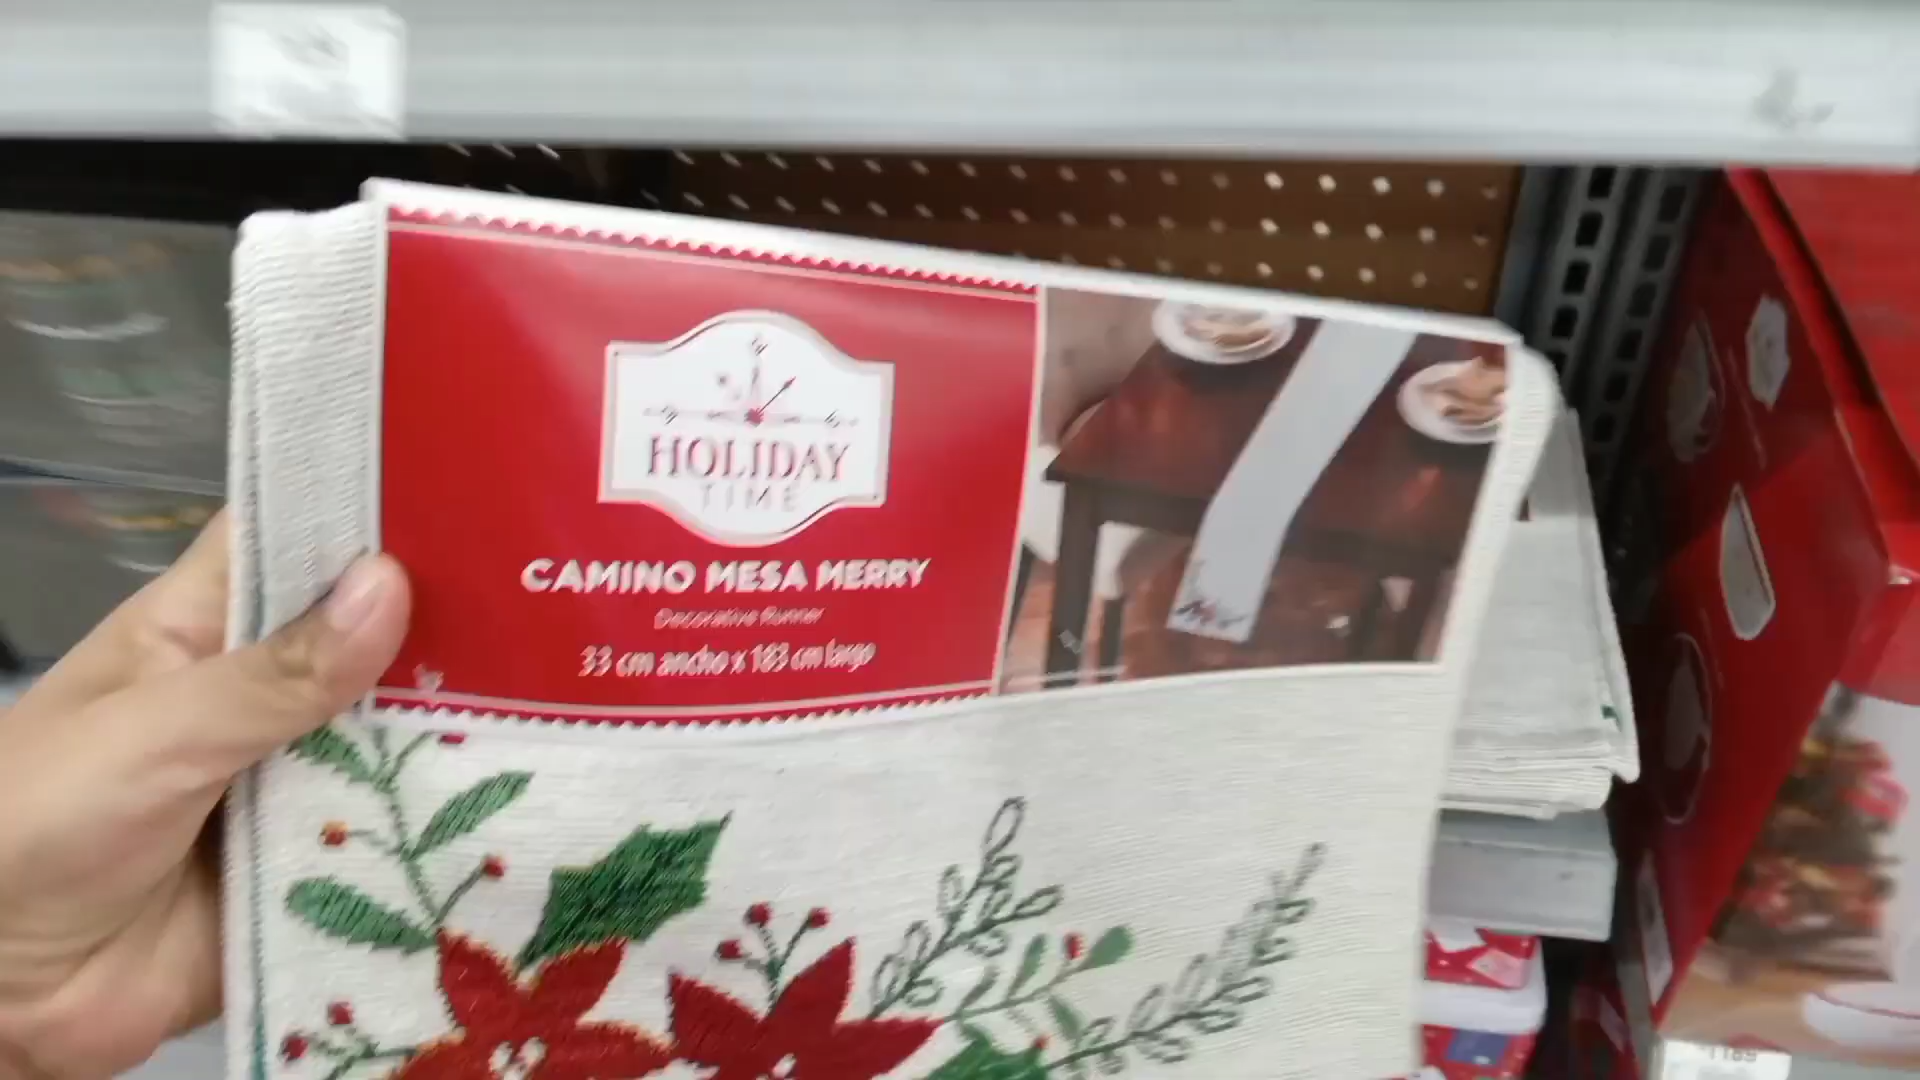 HOLIDAY
TIME
CAMINO MESA MERRY
Decorative Runner
33 cm ancho x 183 cm largo